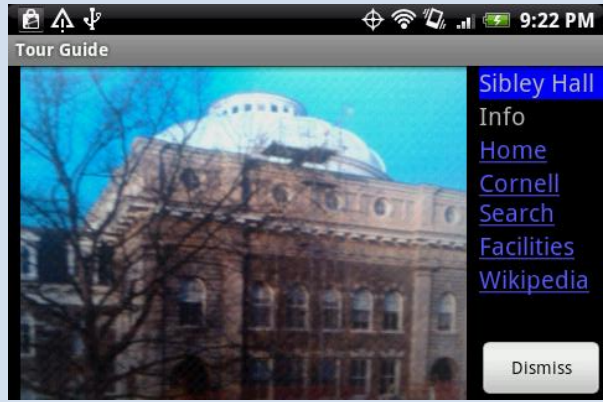 9:22 PM
Tour Guide
Sibley Hall
Info
Home
Cornell
Search
Facilities
Wikipedia
Dismiss